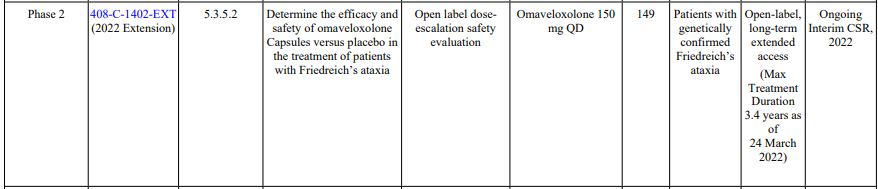 Phase 2
408-C-1402-EXT
(2022 Extension)
5.3.5.2
Determine the efficacy and
safety of omaveloxolone
Capsules versus placebo in
the treatment of patients
with Friedreich's ataxia
Open label dose-
escalation safety
evaluation
Omaveloxolone 150
mg QD
149
Patients with
genetically
confirmed
Friedreich's
ataxia
Open-label,
long-term
extended
access
(Max
Treatment
Duration
3.4 years as
of
24 March
2022)
Ongoing
Interim CSR,
2022